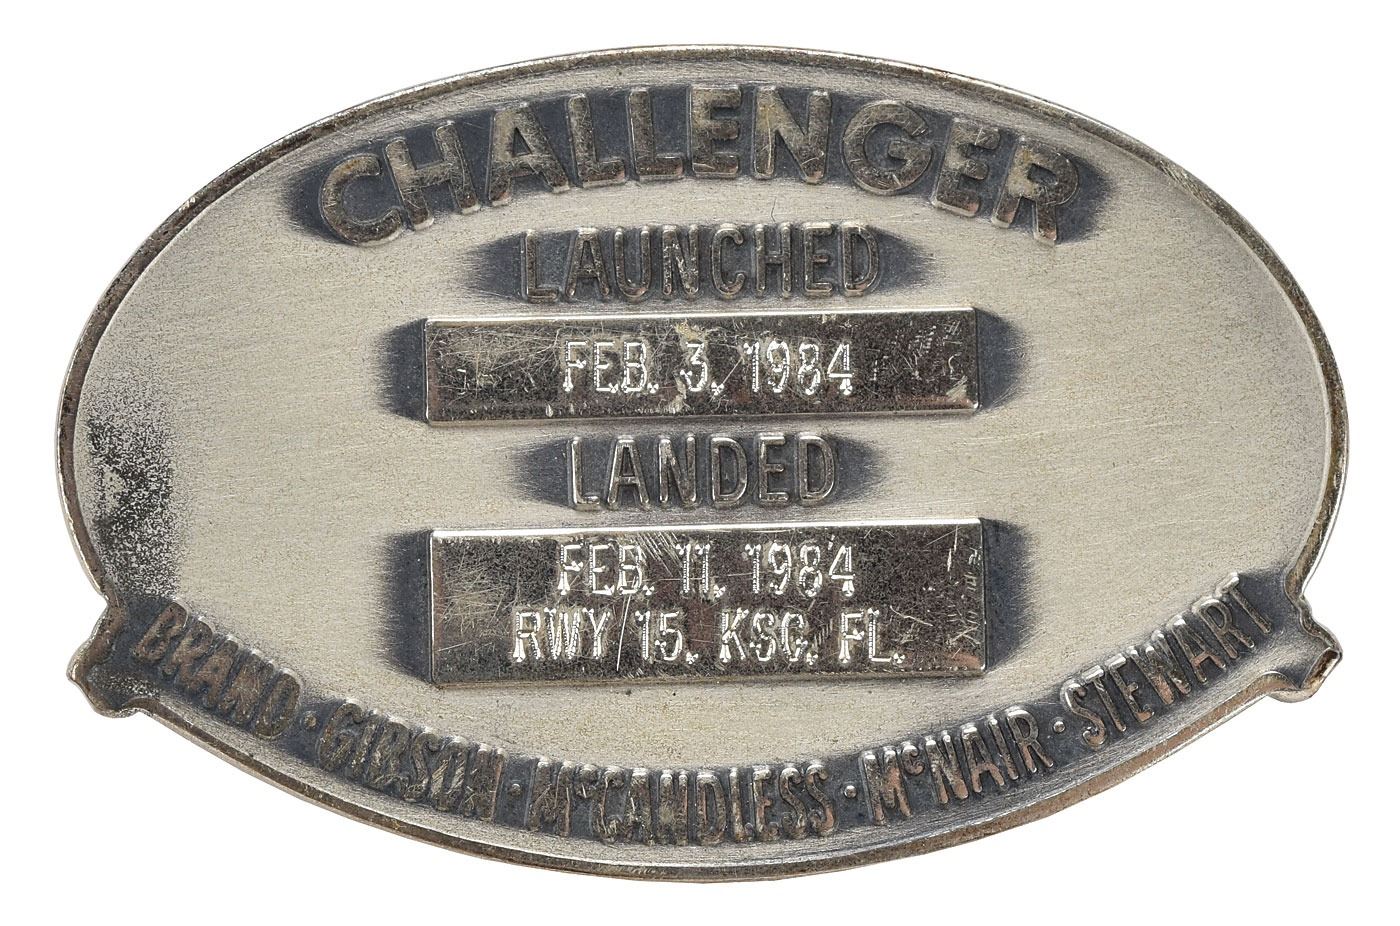 CHALLENGER
LAUNCHED
FEB. 3, 1984
LANDED
FEB. 11, 1984
RWY 15. KSC, FL.
BRAND · GIBSON · McCANDLESS · McNAIR · STEWART